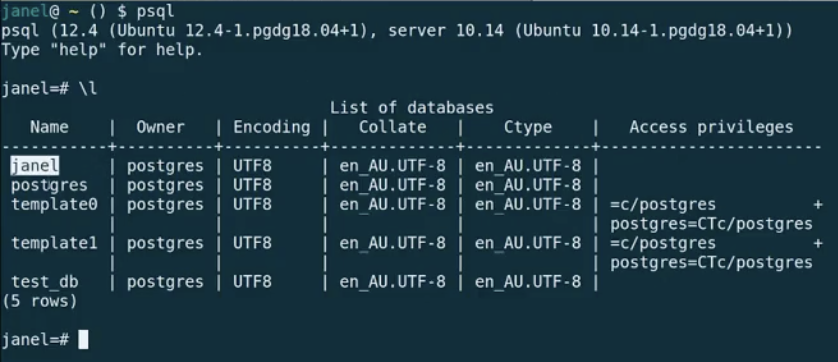 janel@ ~ () $ psql
psql (12.4 (Ubuntu 12.4-1.pgdg18.04+1), server 10.14 (Ubuntu 10.14-1.pgdg18.04+1))
Type "help" for help.

janel=# \l
                                List of databases
   Name    |  Owner   | Encoding |   Collate   |    Ctype    |   Access privileges
-----------+----------+----------+-------------+-------------+-----------------------
 janel     | postgres | UTF8     | en_AU.UTF-8 | en_AU.UTF-8 |
 postgres  | postgres | UTF8     | en_AU.UTF-8 | en_AU.UTF-8 |
 template0 | postgres | UTF8     | en_AU.UTF-8 | en_AU.UTF-8 | =c/postgres          +
           |          |          |             |             | postgres=CTc/postgres
 template1 | postgres | UTF8     | en_AU.UTF-8 | en_AU.UTF-8 | =c/postgres          +
           |          |          |             |             | postgres=CTc/postgres
 test_db   | postgres | UTF8     | en_AU.UTF-8 | en_AU.UTF-8 |
(5 rows)

janel=#